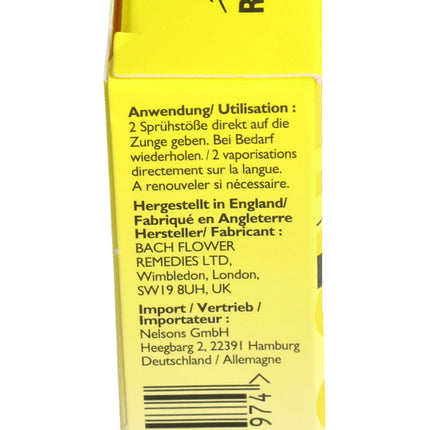 R
Anwendung/ Utilisation :
2 Sprühstöße direkt auf die
Zunge geben. Bei Bedarf
wiederholen. / 2 vaporisations
directement sur la langue.
A renouveler si nécessaire.
Hergestellt in England/
Fabriqué en Angleterre
Hersteller/ Fabricant :
BACH FLOWER
REMEDIES LTD,
Wimbledon, London,
SW19 8UH, UK
Import / Vertrieb /
Importateur :
Nelsons GmbH
Heegbarg 2, 22391 Hamburg
Deutschland / Allemagne
974>